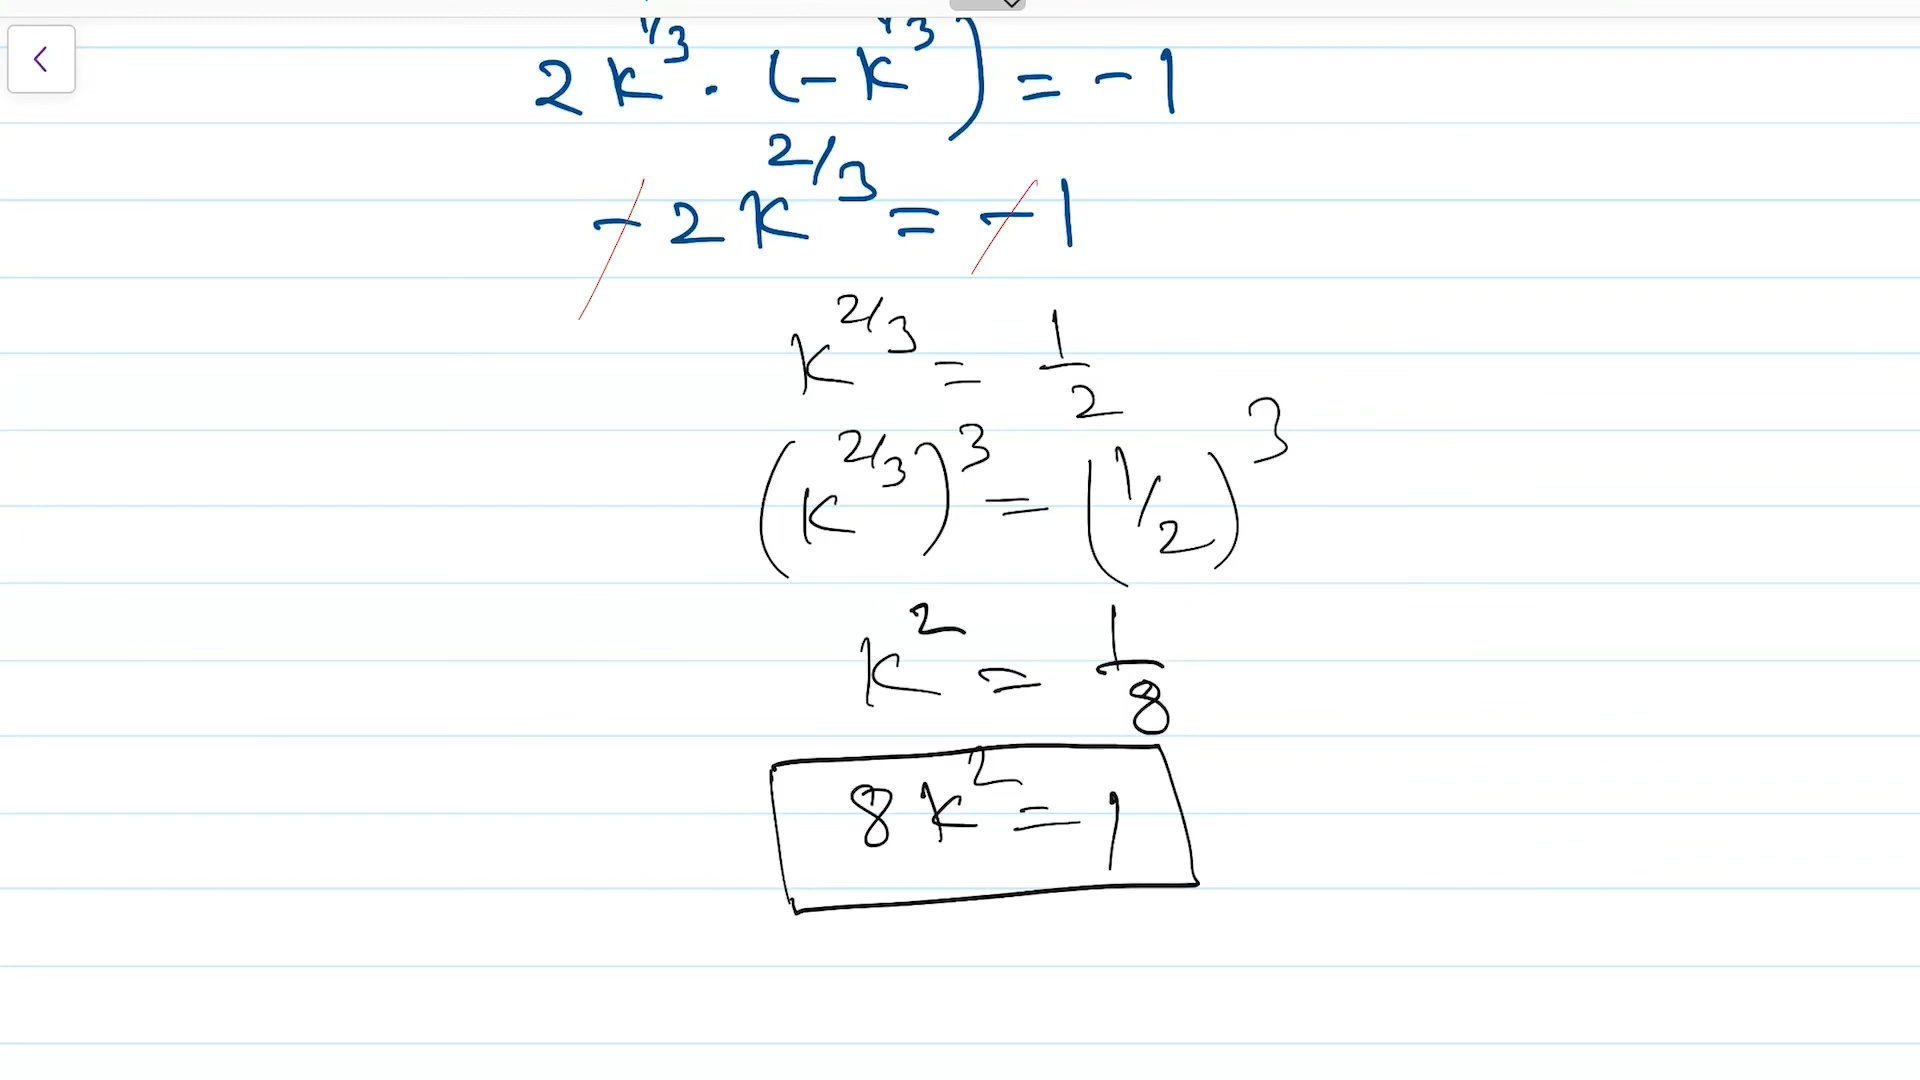 2 k^{1/3} · (-k^{1/3}) = -1
-2 k^{2/3} = -1
k^{2/3} = 1/2
(k^{2/3})^3 = (1/2)^3
k^2 = 1/8
8 k^2 = 1